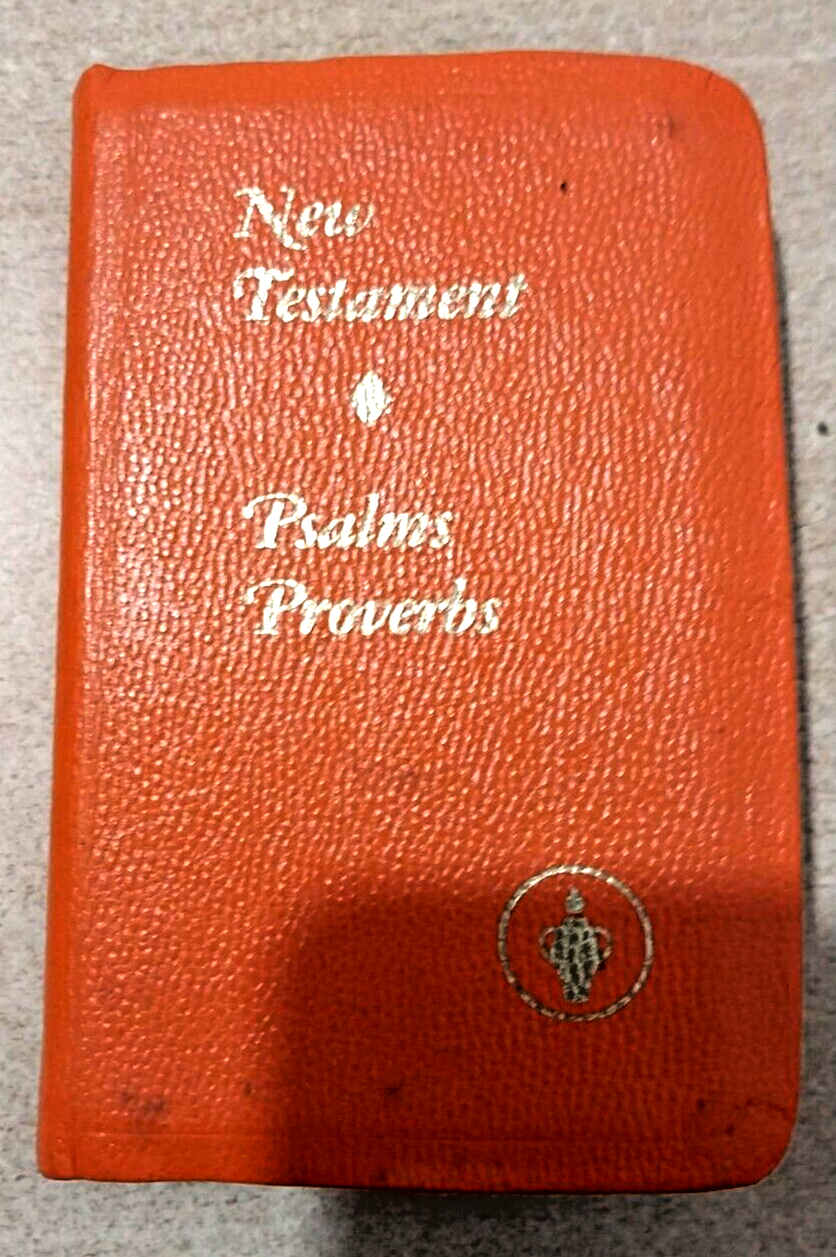 New
Testament
Psalms
Proverbs